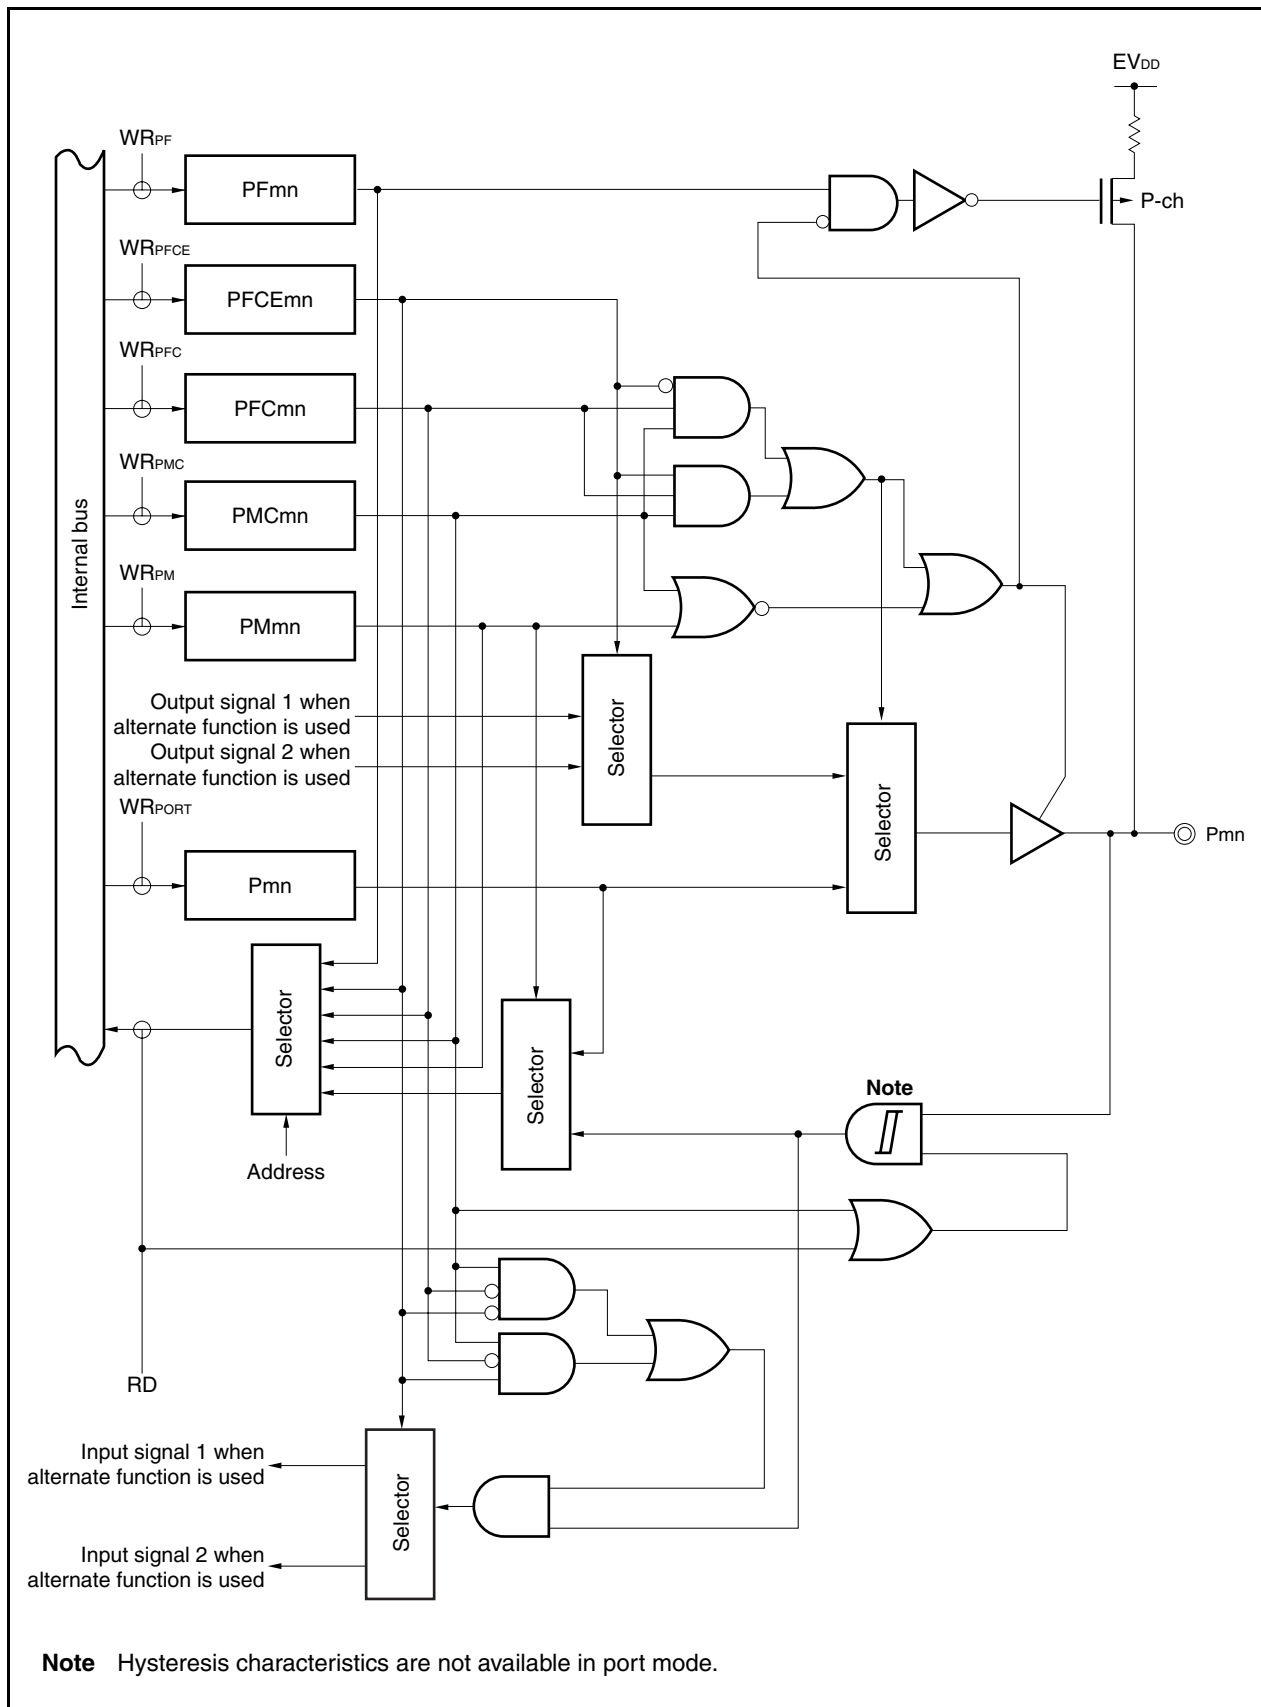 EVDD
WRPF
PFmn
P-ch
WRPFCE
PFCEmn
WRPFC
PFCmn
WRPMC
PMCmn
Internal bus
WRPM
PMmn
Output signal 1 when
alternate function is used
Output signal 2 when
alternate function is used
Selector
Selector
WRPORT
Pmn
Pmn
Selector
Selector
Note
Address
RD
Input signal 1 when
alternate function is used
Selector
Input signal 2 when
alternate function is used
Note Hysteresis characteristics are not available in port mode.